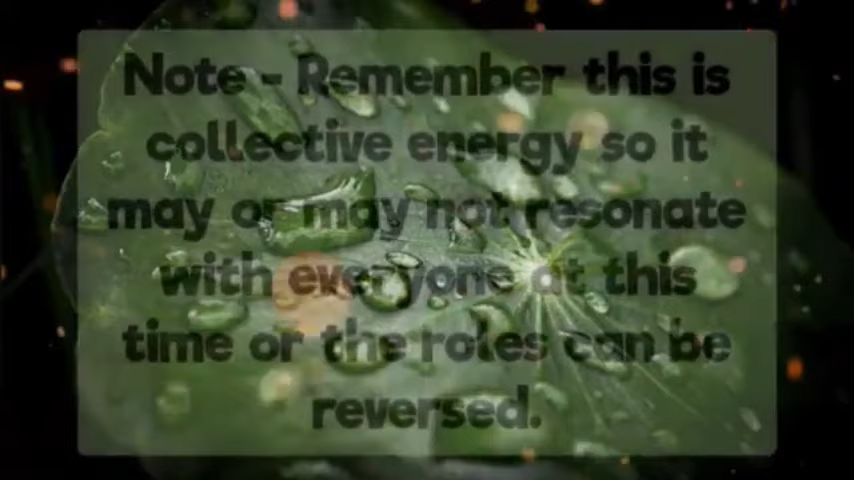 Note - Remember this is
collective energy so it
may or may not resonate
with everyone at this
time or the roles can be
reversed.